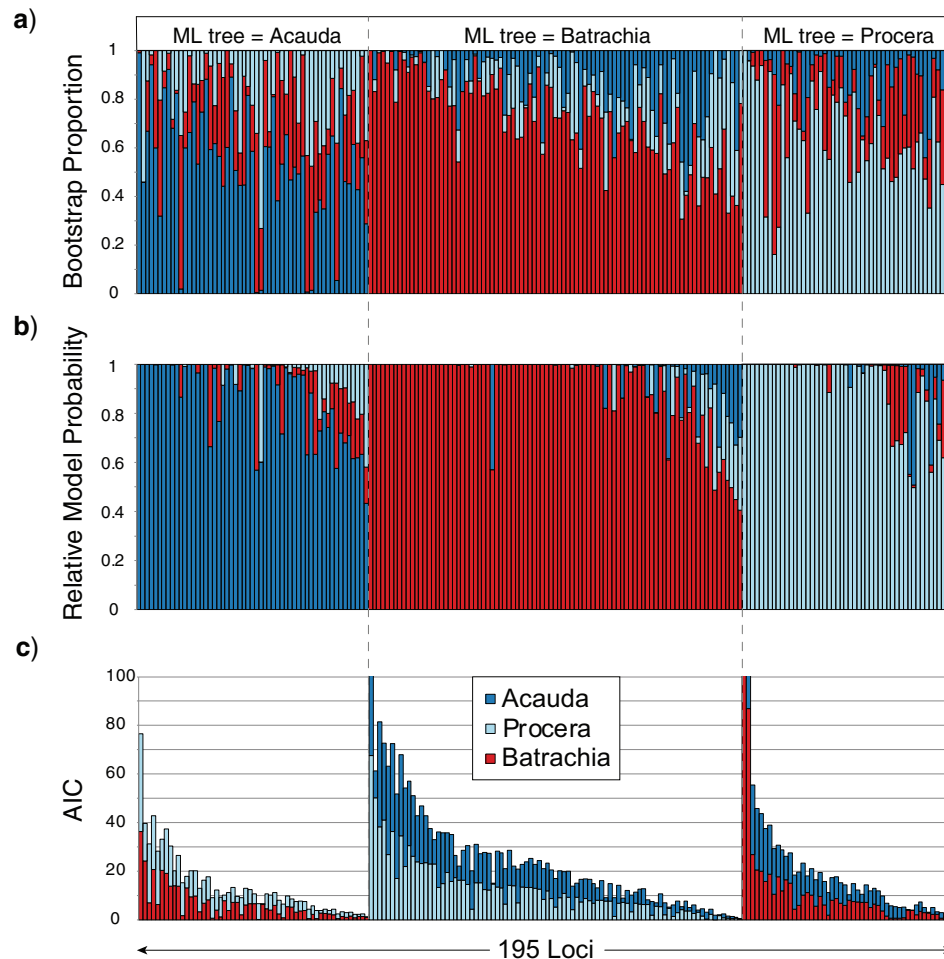 a)
ML tree = Acauda
ML tree = Batrachia
ML tree = Procera
Bootstrap Proportion
1
0.8
0.6
0.4
0.2
0
b)
Relative Model Probability
1
0.8
0.6
0.4
0.2
0
c)
AIC
100
80
60
40
20
0
Acauda
Procera
Batrachia
195 Loci